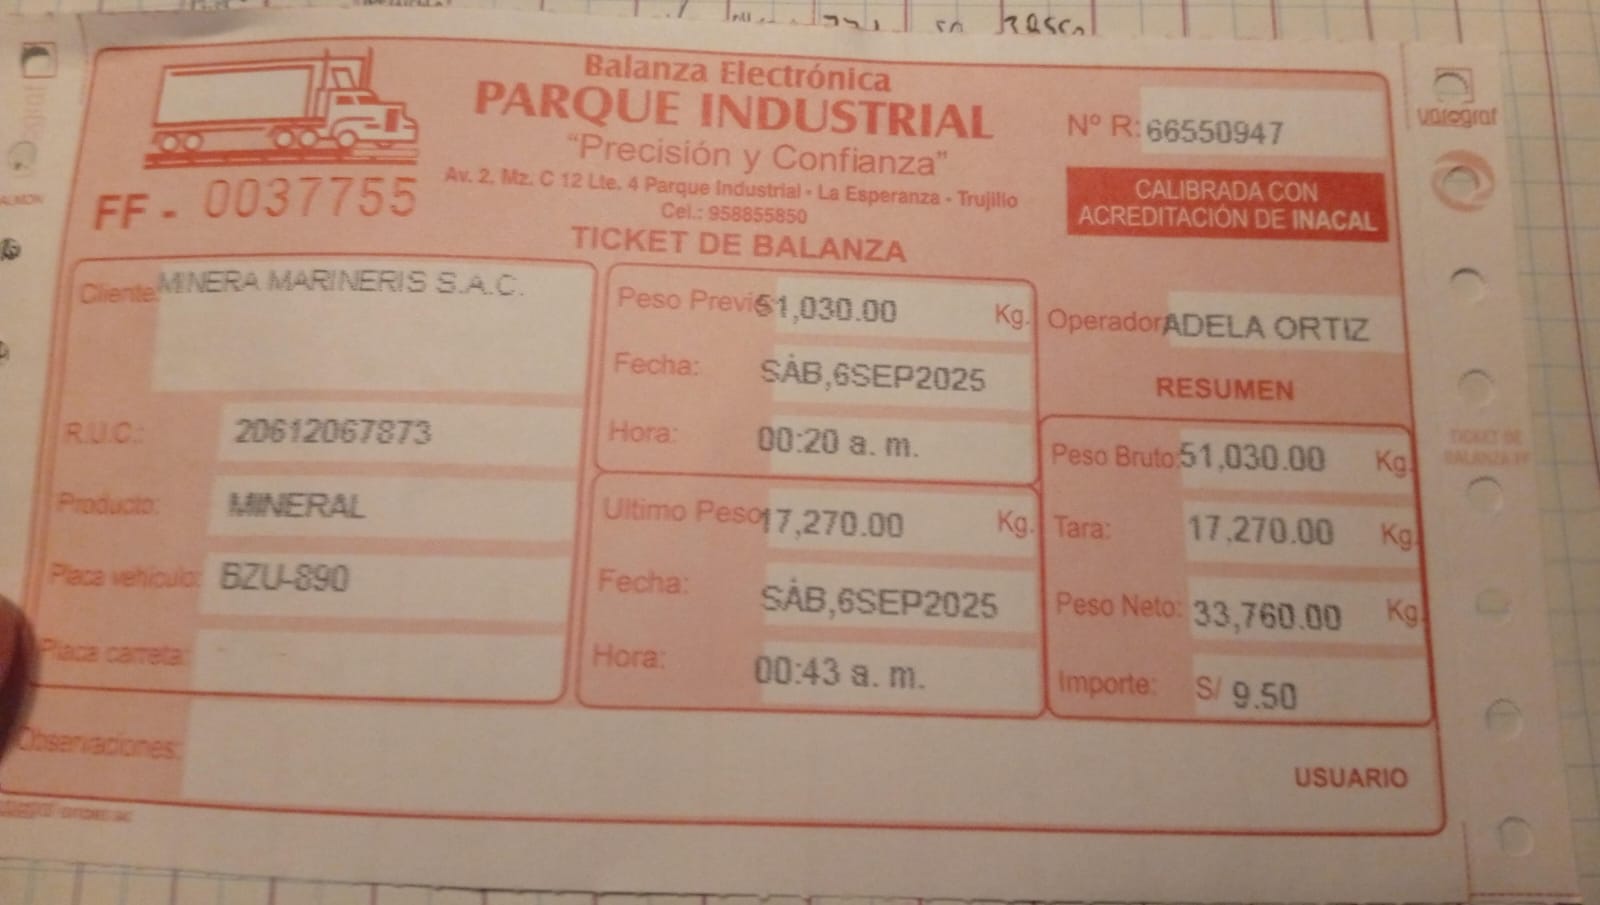 Balanza Electrónica
PARQUE INDUSTRIAL
"Precisión y Confianza"
Av. 2, Mz. C 12 Lte. 4 Parque Industrial - La Esperanza - Trujillo
Cel.: 958855850
TICKET DE BALANZA
FF - 0037755
Nº R: 66550947
CALIBRADA CON
ACREDITACIÓN DE INACAL
valograf
Cliente: MINERA MARINERIS S.A.C.
R.U.C.: 20612067873
Producto: MINERAL
Placa vehículo: BZU-890
Placa carreta:
Peso Previo 51,030.00 Kg.
Fecha: SÁB,6SEP2025
Hora: 00:20 a. m.
Ultimo Peso 17,270.00 Kg.
Fecha: SÁB,6SEP2025
Hora: 00:43 a. m.
Operador ADELA ORTIZ
RESUMEN
Peso Bruto: 51,030.00 Kg.
Tara: 17,270.00 Kg.
Peso Neto: 33,760.00 Kg.
Importe: S/ 9.50
Observaciones:
USUARIO
TICKET DE
BALANZA FF